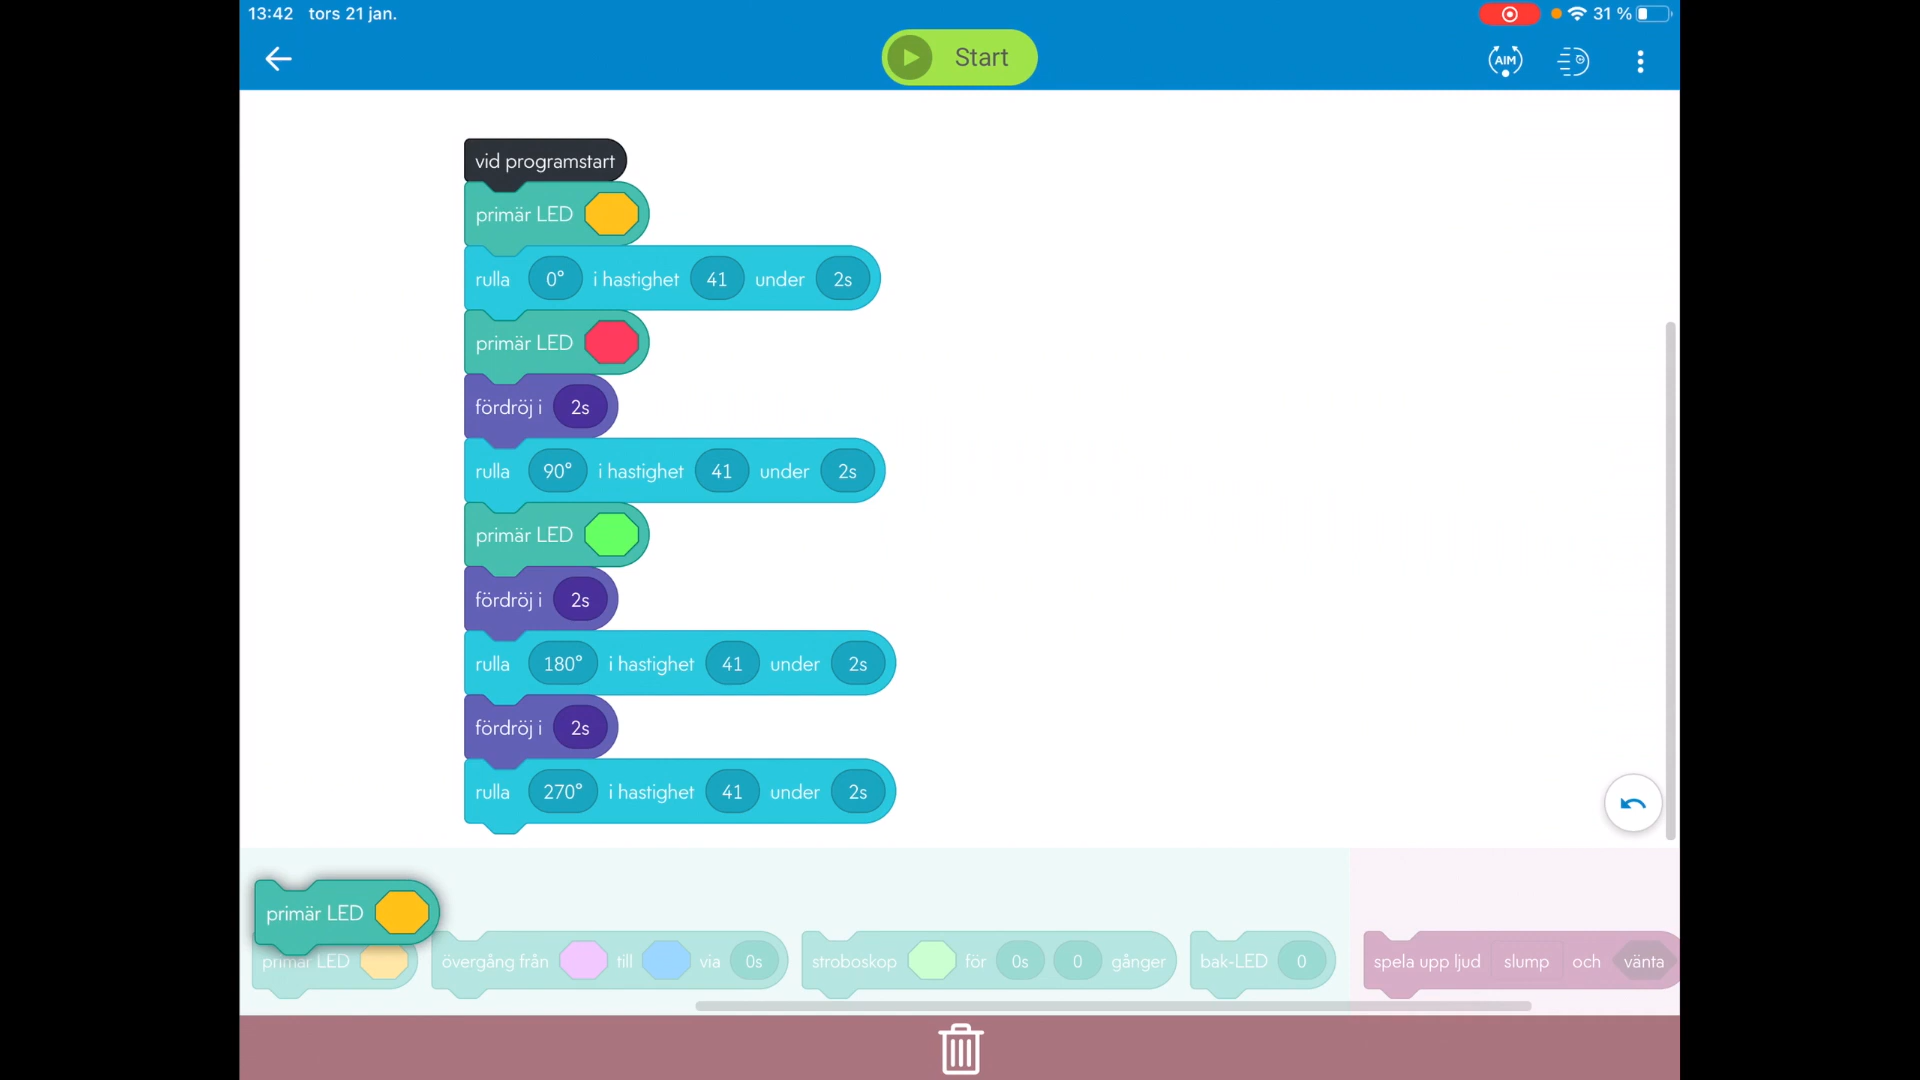 13:42 tors 21 jan. 31 %
Start
AIM
vid programstart
primär LED
rulla 0° i hastighet 41 under 2s
primär LED
fördröj i 2s
rulla 90° i hastighet 41 under 2s
primär LED
fördröj i 2s
rulla 180° i hastighet 41 under 2s
fördröj i 2s
rulla 270° i hastighet 41 under 2s
primär LED
primär LED övergång från till via 0s stroboskop för 0s 0 gånger bak-LED 0 spela upp ljud slump och vänta